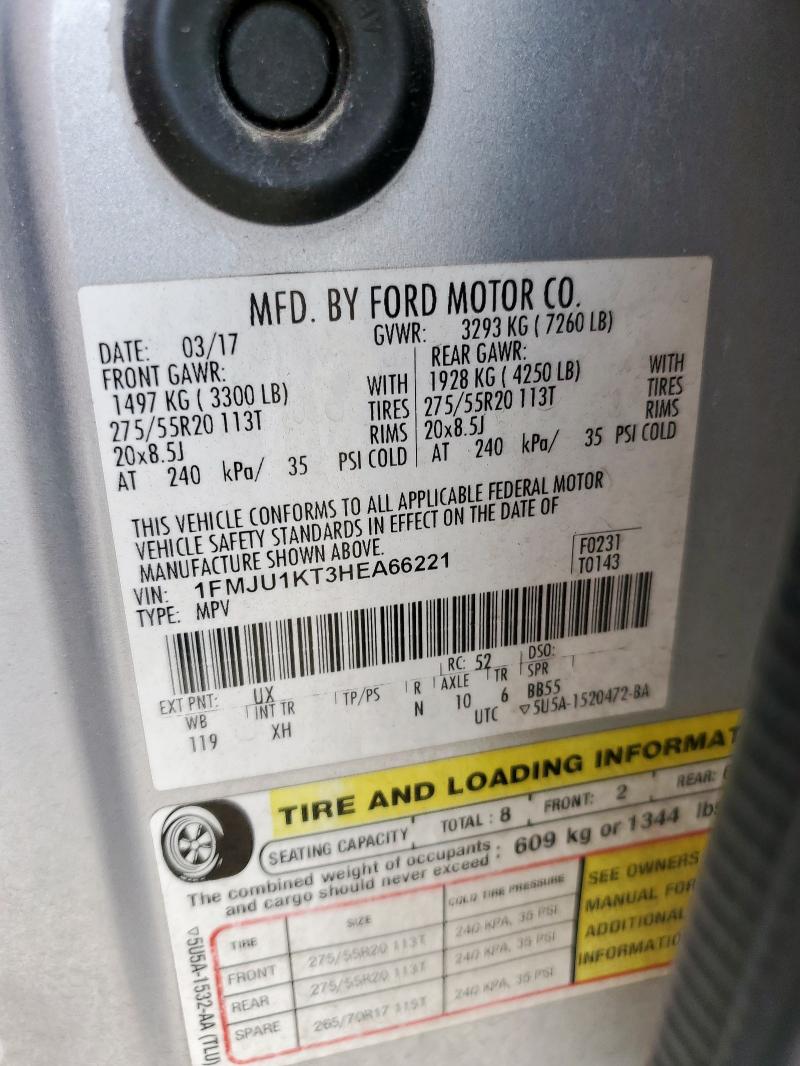 MFD. BY FORD MOTOR CO.
DATE: 03/17 GVWR: 3293 KG ( 7260 LB)
FRONT GAWR: REAR GAWR:
1497 KG ( 3300 LB) WITH 1928 KG ( 4250 LB) WITH
275/55R20 113T TIRES 275/55R20 113T TIRES
20x8.5J RIMS 20x8.5J RIMS
AT 240 kPa/ 35 PSI COLD AT 240 kPa/ 35 PSI COLD
THIS VEHICLE CONFORMS TO ALL APPLICABLE FEDERAL MOTOR
VEHICLE SAFETY STANDARDS IN EFFECT ON THE DATE OF
MANUFACTURE SHOWN ABOVE.
VIN: 1FMJU1KT3HEA66221 F0231
TYPE: MPV T0143
EXT PNT: UX RC: 52 DSO:
WB INT TR TP/PS R AXLE TR SPR
119 XH N 10 6 BB55
UTC ▽5U5A-1520472-BA
TIRE AND LOADING INFORMAT
SEATING CAPACITY TOTAL : 8 FRONT: 2 REAR:
The combined weight of occupants : 609 kg or 1344 lbs
and cargo should never exceed
TIRE SIZE COLD TIRE PRESSURE
FRONT 275/55R20 113T 240 KPA, 35 PSI
REAR 275/55R20 113T 240 KPA, 35 PSI
SPARE 265/70R17 115T 240 KPA, 35 PSI
SEE OWNERS
MANUAL FOR
ADDITIONAL
INFORMATIO
▽5U5A-1532-AA (TLU)